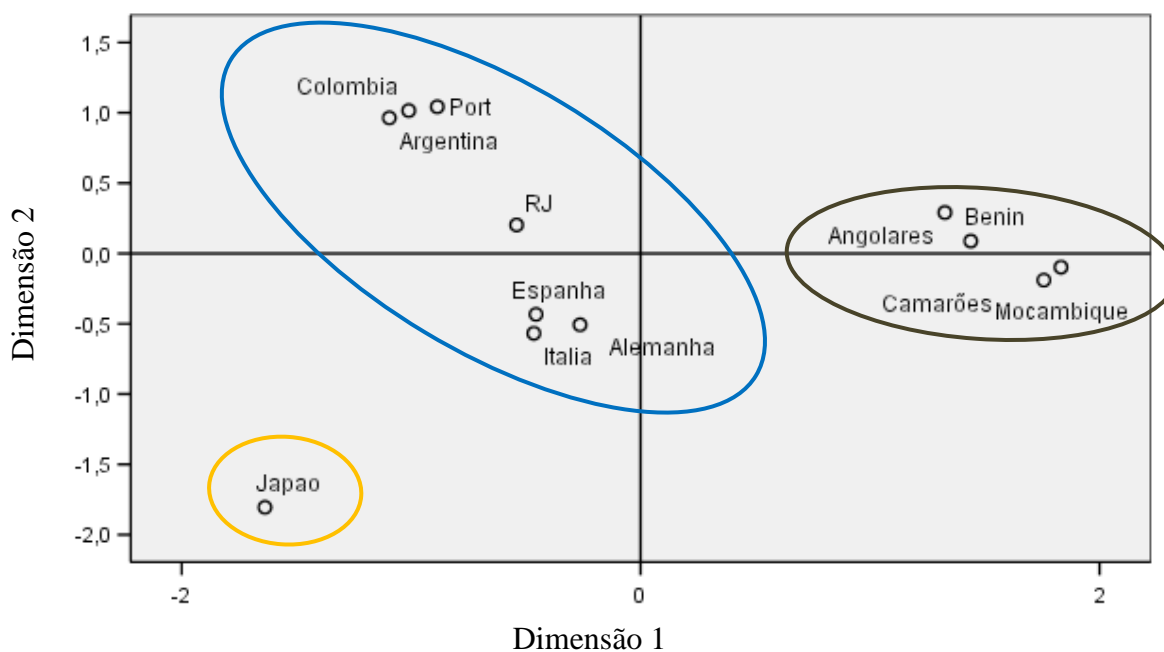 1,5
Colombia
1,0
Port
Argentina
0,5
RJ
Benin
Angolares
0,0
Dimensão 2
Espanha
Camarões
Mocambique
-0,5
Italia
Alemanha
-1,0
-1,5
Japao
-2,0
-2
0
2
Dimensão 1